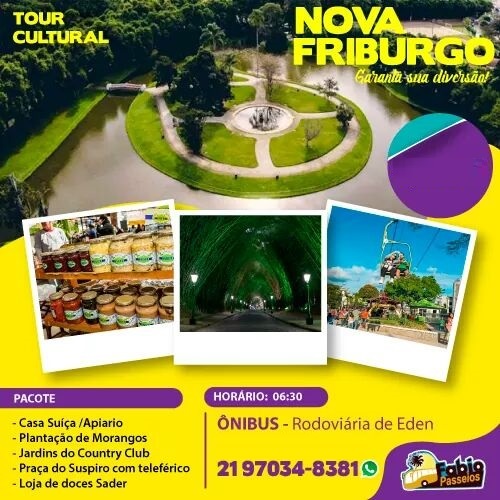 TOUR
CULTURAL
NOVA
FRIBURGO
Garanta sua diversão!
PACOTE
- Casa Suíça /Apiario
- Plantação de Morangos
- Jardins do Country Club
- Praça do Suspiro com teleférico
- Loja de doces Sader
HORÁRIO: 06:30
ÔNIBUS - Rodoviária de Eden
21 97034-8381
Fabio
Passeios